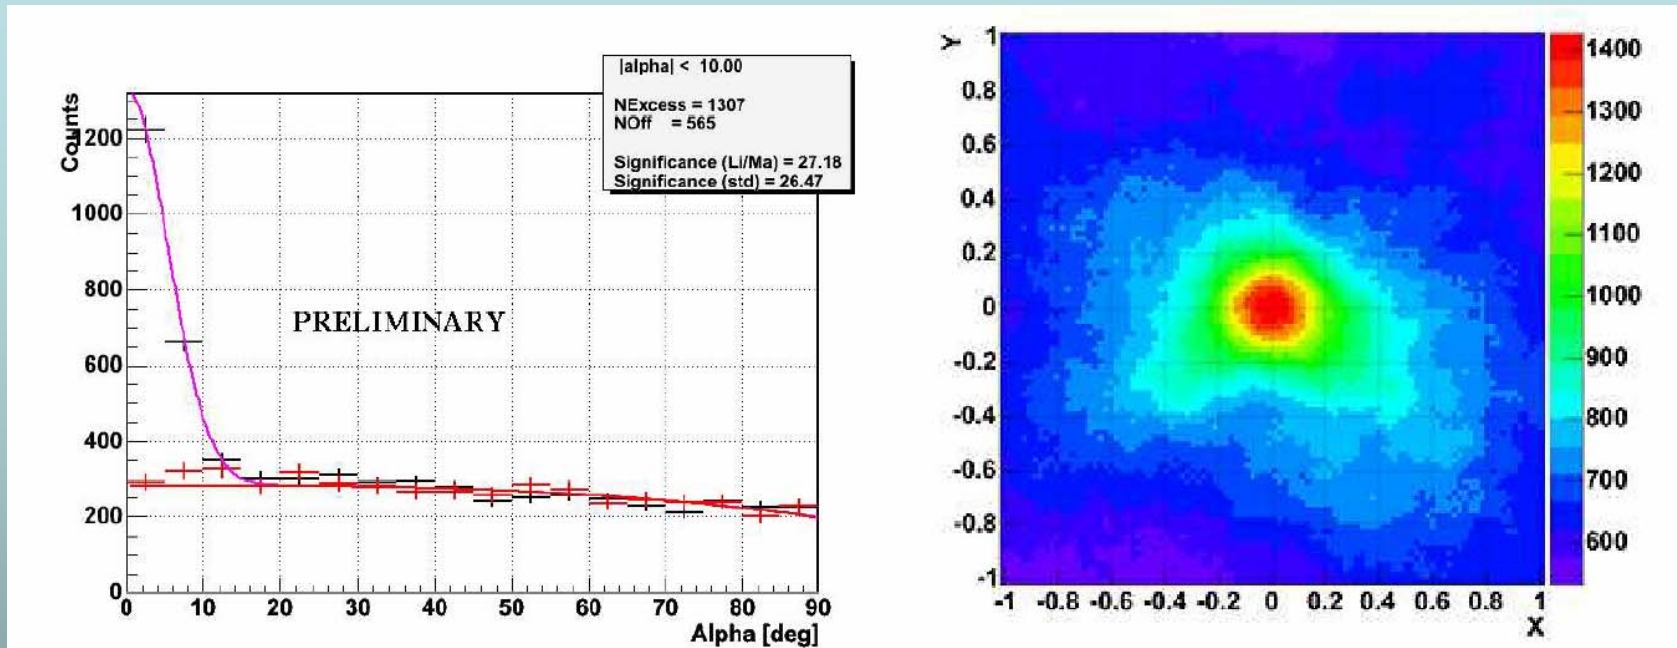 |alpha| < 10.00
NExcess = 1307
NOff = 565
Significance (Li/Ma) = 27.18
Significance (std) = 26.47
Counts
1200
1000
800
600
400
200
0
PRELIMINARY
0 10 20 30 40 50 60 70 80 90
Alpha [deg]
Y
1
0.8
0.6
0.4
0.2
0
-0.2
-0.4
-0.6
-0.8
-1
-1 -0.8 -0.6 -0.4 -0.2 0 0.2 0.4 0.6 0.8 1
X
1400
1300
1200
1100
1000
900
800
700
600